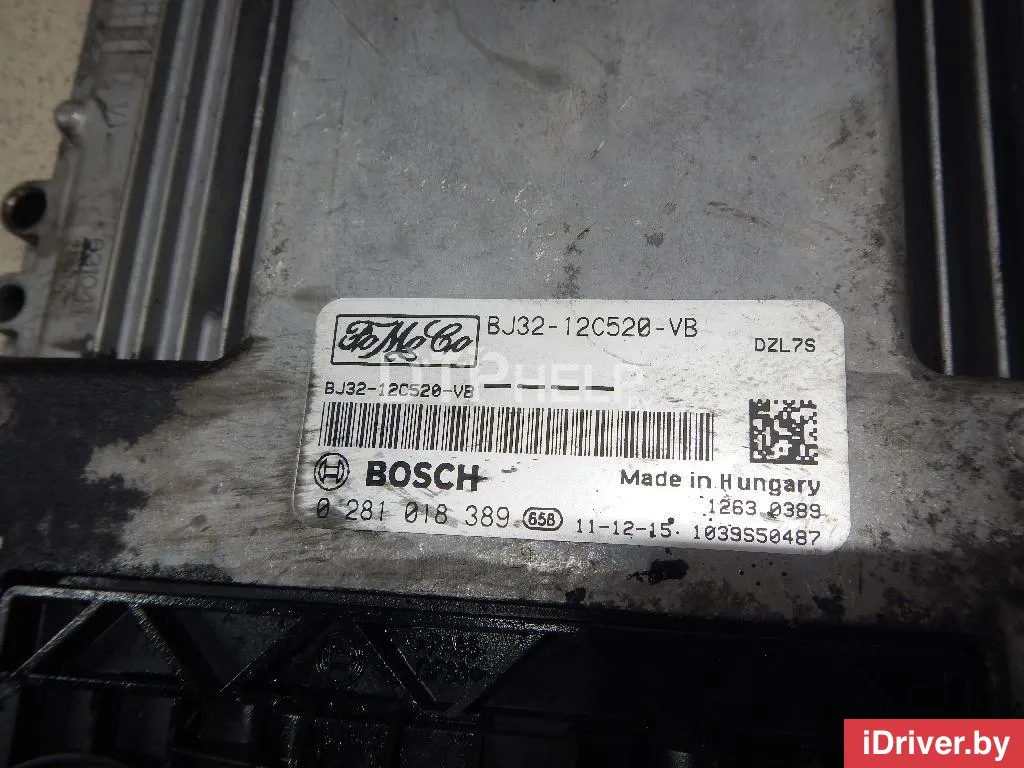 FoMoCo
BJ32-12C520-VB
DZL7S
BJ32-12C520-VB
DT2HELP
BOSCH
Made in Hungary
1263 0389
0 281 018 389 658 11-12-15 1039S50487
iDriver.by